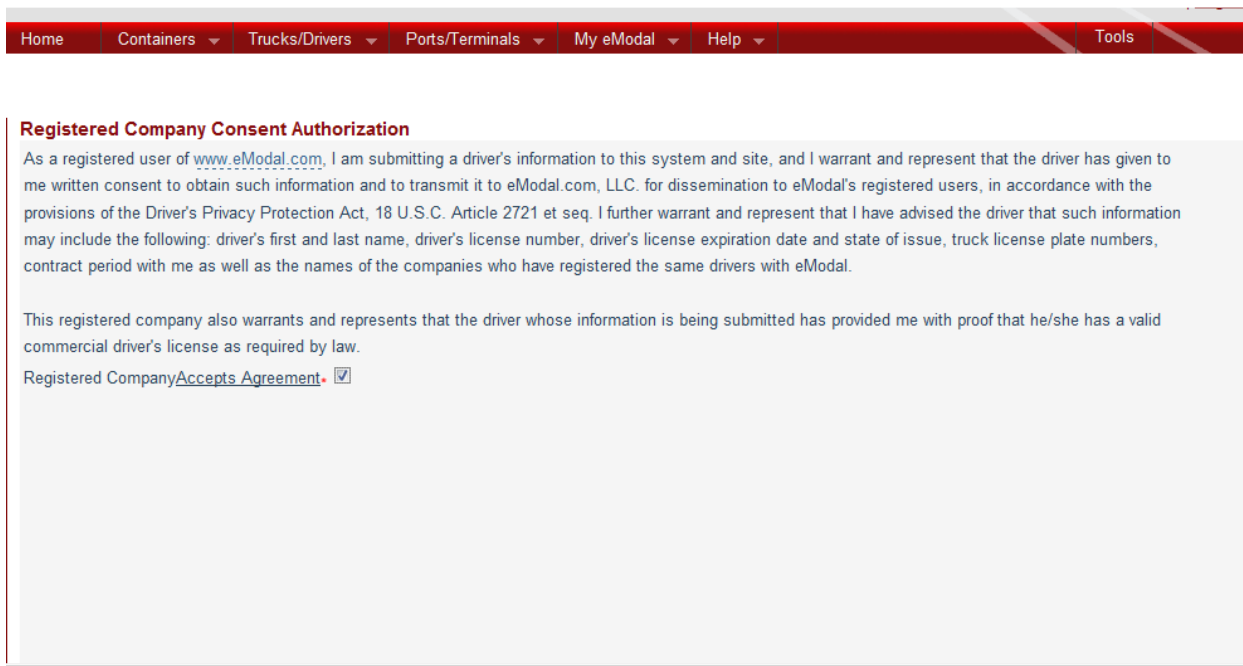 Home Containers Trucks/Drivers Ports/Terminals My eModal Help Tools
Registered Company Consent Authorization
As a registered user of www.eModal.com, I am submitting a driver's information to this system and site, and I warrant and represent that the driver has given to
me written consent to obtain such information and to transmit it to eModal.com, LLC. for dissemination to eModal's registered users, in accordance with the
provisions of the Driver's Privacy Protection Act, 18 U.S.C. Article 2721 et seq. I further warrant and represent that I have advised the driver that such information
may include the following: driver's first and last name, driver's license number, driver's license expiration date and state of issue, truck license plate numbers,
contract period with me as well as the names of the companies who have registered the same drivers with eModal.
This registered company also warrants and represents that the driver whose information is being submitted has provided me with proof that he/she has a valid
commercial driver's license as required by law.
Registered CompanyAccepts Agreement